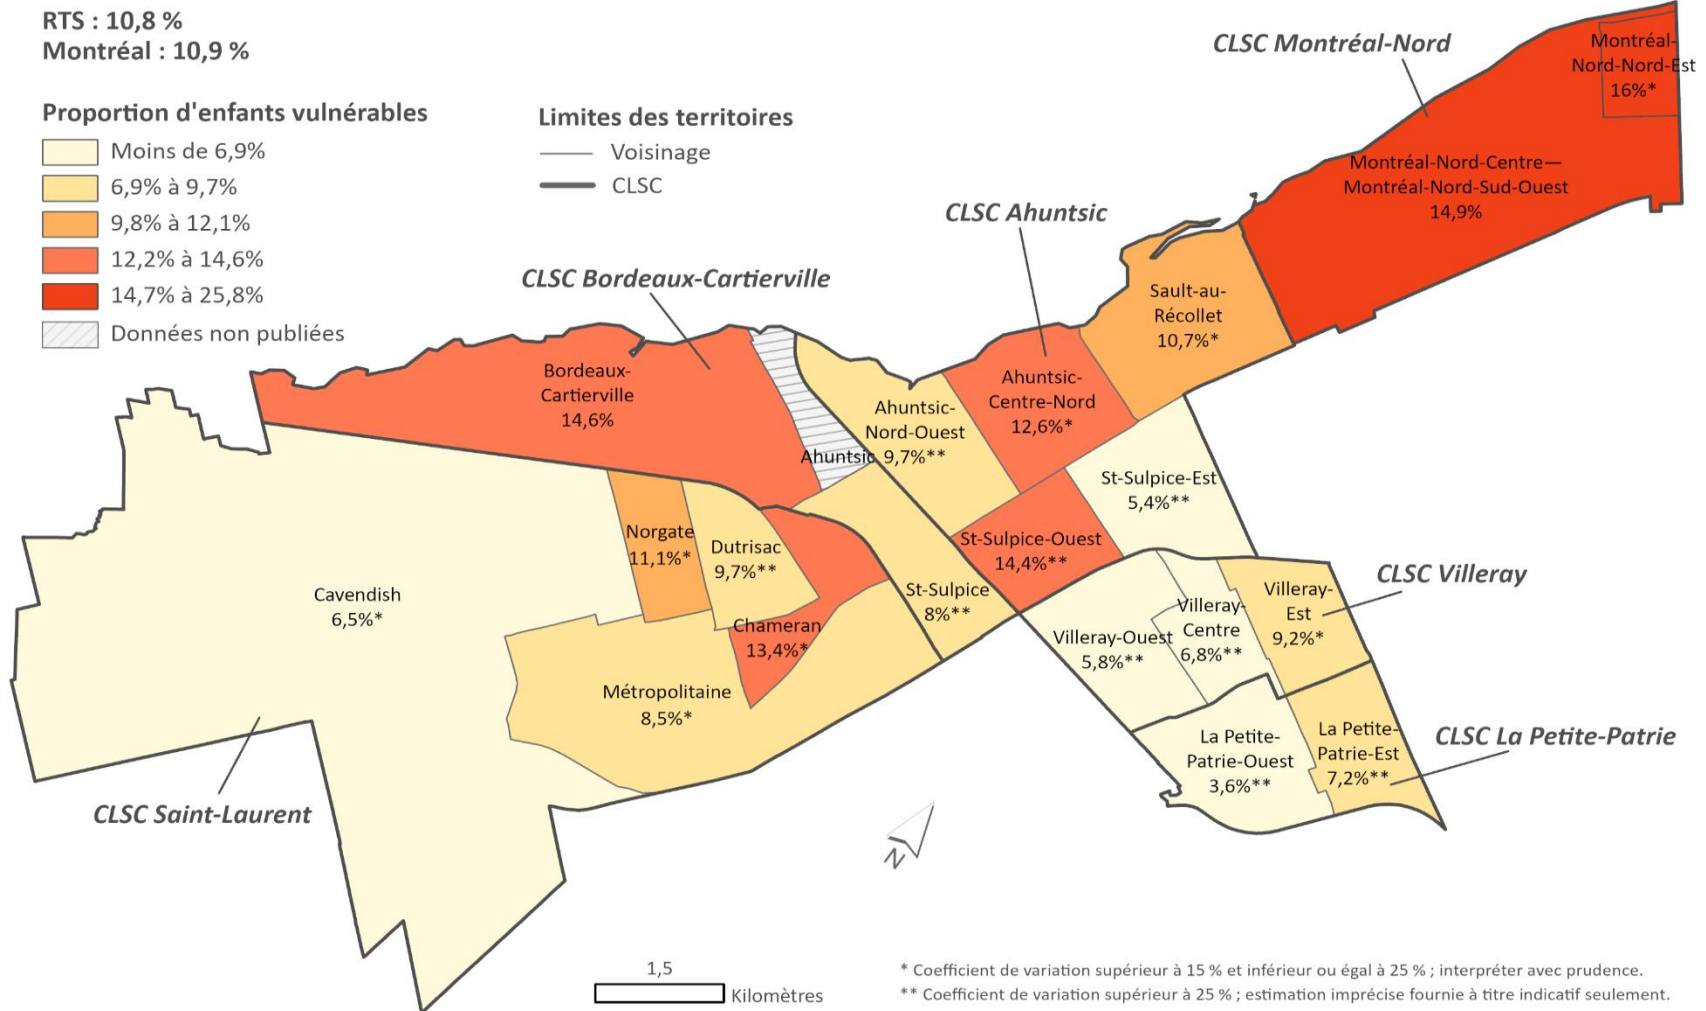 RTS : 10,8 %
Montréal : 10,9 %
Proportion d'enfants vulnérables
Moins de 6,9%
6,9% à 9,7%
9,8% à 12,1%
12,2% à 14,6%
14,7% à 25,8%
Données non publiées
Limites des territoires
Voisinage
CLSC
CLSC Montréal-Nord
Montréal-
Nord-Nord-Est
16%*
Montréal-Nord-Centre—
Montréal-Nord-Sud-Ouest
14,9%
CLSC Ahuntsic
Sault-au-
Récollet
10,7%*
CLSC Bordeaux-Cartierville
Bordeaux-
Cartierville
14,6%
Ahuntsic
Ahuntsic-
Nord-Ouest
9,7%**
Ahuntsic-
Centre-Nord
12,6%*
St-Sulpice-Est
5,4%**
St-Sulpice-Ouest
14,4%**
St-Sulpice
8%**
Norgate
11,1%*
Dutrisac
9,7%**
Cavendish
6,5%*
Chameran
13,4%*
Métropolitaine
8,5%*
Villeray-Ouest
5,8%**
Villeray-
Centre
6,8%**
Villeray-
Est
9,2%*
CLSC Villeray
La Petite-
Patrie-Ouest
3,6%**
La Petite-
Patrie-Est
7,2%**
CLSC La Petite-Patrie
CLSC Saint-Laurent
N
1,5
Kilomètres
* Coefficient de variation supérieur à 15 % et inférieur ou égal à 25 % ; interpréter avec prudence.
** Coefficient de variation supérieur à 25 % ; estimation imprécise fournie à titre indicatif seulement.